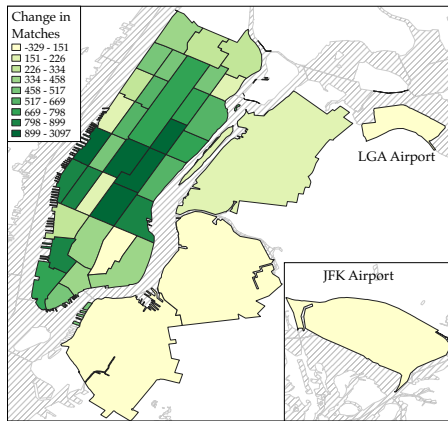 Change in
Matches
-329 - 151
151 - 226
226 - 334
334 - 458
458 - 517
517 - 669
669 - 798
798 - 899
899 - 3097
LGA Airport
JFK Airport